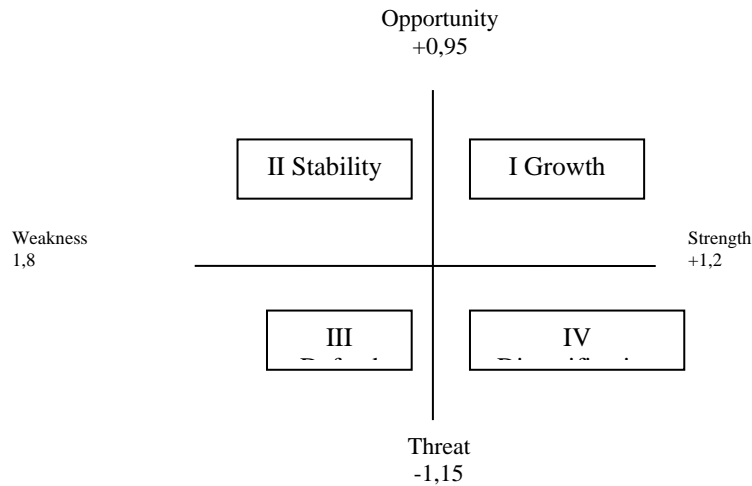 Opportunity
+0,95
II Stability
I Growth
Weakness
1,8
Strength
+1,2
III
IV
Threat
-1,15